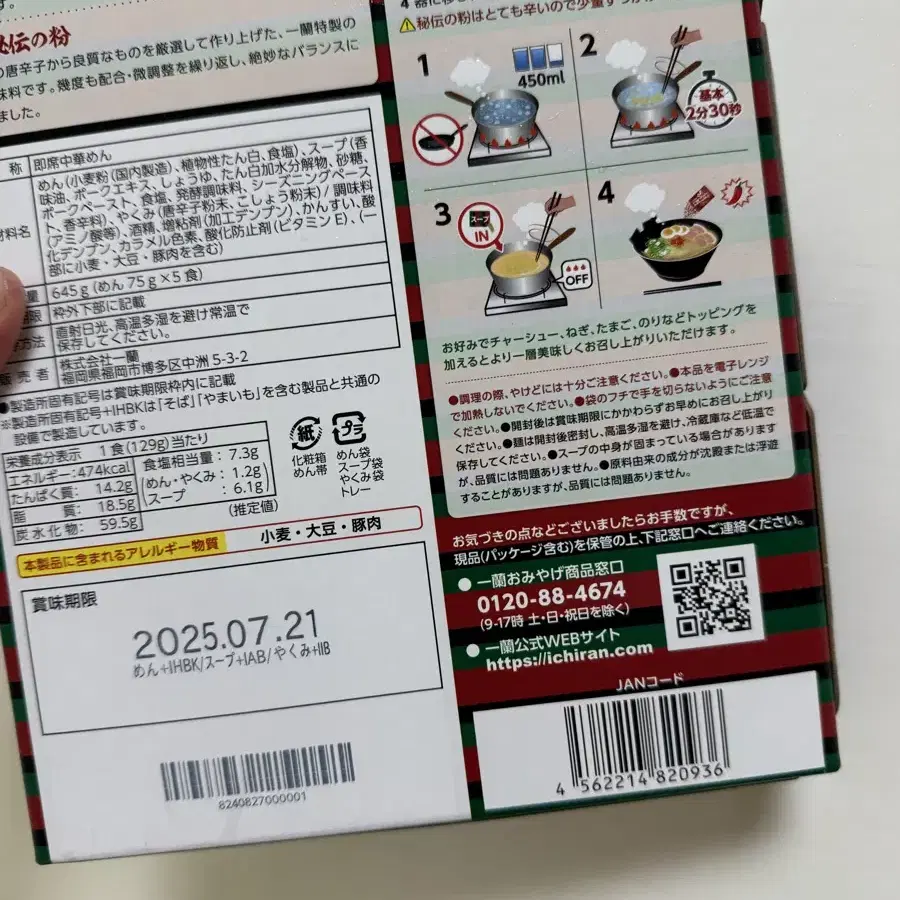 す。
秘伝の粉
の唐辛子から良質なものを厳選して作り上げた、一蘭特製の
味料です。幾度も配合・微調整を繰り返し、絶妙なバランスに
ました。
称 即席中華めん
材料名
めん(小麦粉(国内製造)、植物性たん白、食塩)、スープ(香
味油、ポークエキス、しょうゆ、たん白加水分解物、砂糖、
ポークペースト、食塩、発酵調味料、シーズニングペース
ト、香辛料)、やくみ(唐辛子粉末、こしょう粉末)/調味料
(アミノ酸等)、酒精、増粘剤(加工デンプン)、かんすい、酸
化デンプン、カラメル色素、酸化防止剤(ビタミンE)、(一
部に小麦・大豆・豚肉を含む)
量 645g(めん75g×5食)
期限 枠外下部に記載
方法 直射日光、高温多湿を避け常温で
保存してください。
販売者 株式会社一蘭
福岡県福岡市博多区中洲5-3-2
●製造所固有記号は賞味期限枠内に記載
※製造所固有記号+IHBKは「そば」「やまいも」を含む製品と共通の
設備で製造しています。
栄養成分表示 1食(129g)当たり
エネルギー:474kcal
たんぱく質: 14.2g
脂質: 18.5g
炭水化物: 59.5g
食塩相当量: 7.3g
(めん・やくみ: 1.2g)
(スープ: 6.1g)
(推定値)
紙
化粧箱
めん帯
プラ
めん袋
スープ袋
やくみ袋
トレー
本製品に含まれるアレルギー物質 小麦・大豆・豚肉
賞味期限
2025.07.21
めん+IHBK/スープ+IAB/やくみ+IIB
8240827000001
⚠秘伝の粉はとても辛いので少量ずつ
1
450ml
2
基本
2分30秒
3
スープ
IN
OFF
4
お好みでチャーシュー、ねぎ、たまご、のりなどトッピングを
加えるとより一層美味しくお召し上がりいただけます。
●調理の際、やけどには十分ご注意ください。●本品を電子レンジ
で加熱しないでください。●袋のフチで手を切らないようにご注意
ください。●開封後は賞味期限にかかわらずお早めにお召し上がり
ください。●麺は開封後密封し、高温多湿を避け、冷蔵庫など低温で
保存してください。●スープの中身が固まっている場合があります
が、品質には問題ありません。●原料由来の成分が沈殿または浮遊
することがありますが、品質には問題ありません。
お気づきの点などございましたらお手数ですが、
現品(パッケージ含む)を保管の上、下記窓口へご連絡ください。
●一蘭おみやげ商品窓口
0120-88-4674
(9-17時 土・日・祝日を除く)
●一蘭公式WEBサイト
https://ichiran.com
JANコード
4 562214 820936